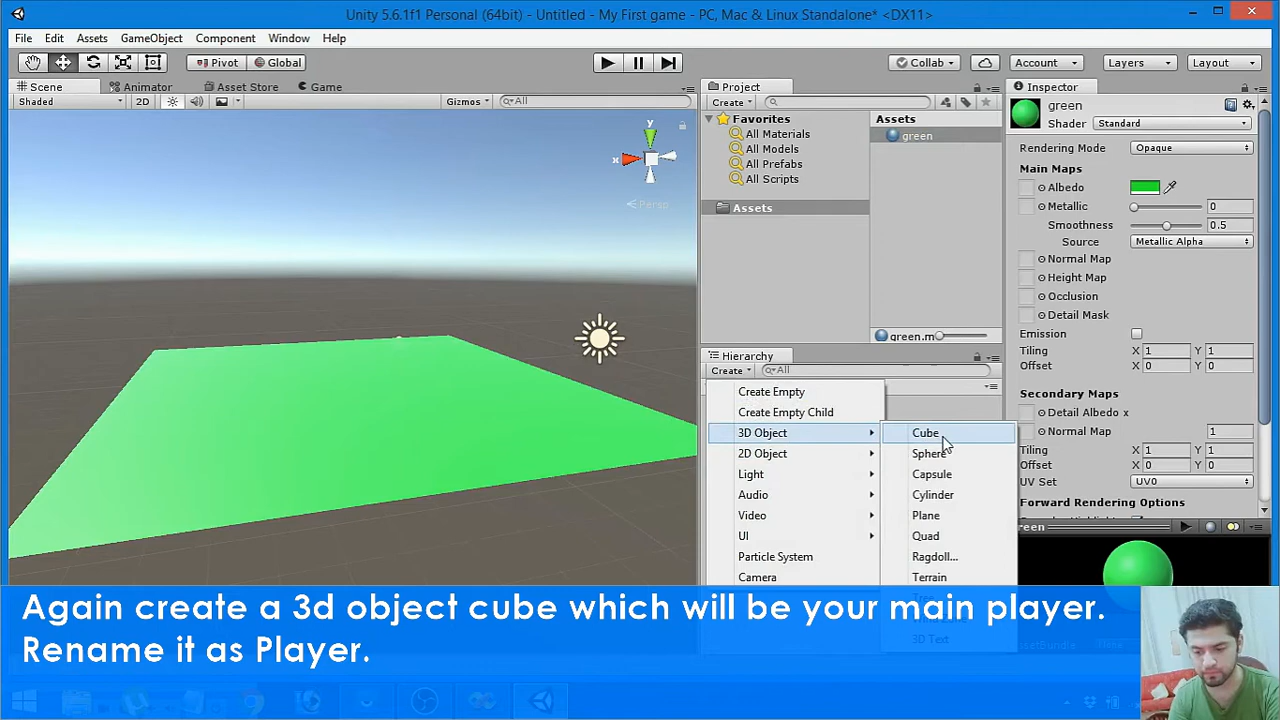 Unity 5.6.1f1 Personal (64bit) - Untitled - My First game - PC, Mac & Linux Standalone* <DX11>
File Edit Assets GameObject Component Window Help
Pivot Global Collab Account Layers Layout
Scene Animator Asset Store Game
Shaded 2D Gizmos All
y
x
Persp
Project
Create
Favorites
All Materials
All Models
All Prefabs
All Scripts
Assets
Assets
green
green.m
Hierarchy
Create All
Create Empty
Create Empty Child
3D Object
2D Object
Light
Audio
Video
UI
Particle System
Camera
Cube
Sphere
Capsule
Cylinder
Plane
Quad
Ragdoll...
Terrain
3D Text
Inspector
green
Shader Standard
Rendering Mode Opaque
Main Maps
Albedo
Metallic 0
Smoothness 0.5
Source Metallic Alpha
Normal Map
Height Map
Occlusion
Detail Mask
Emission
Tiling X 1 Y 1
Offset X 0 Y 0
Secondary Maps
Detail Albedo x
Normal Map 1
Tiling X 1 Y 1
Offset X 0 Y 0
UV Set UV0
Forward Rendering Options
Again create a 3d object cube which will be your main player.
Rename it as Player.